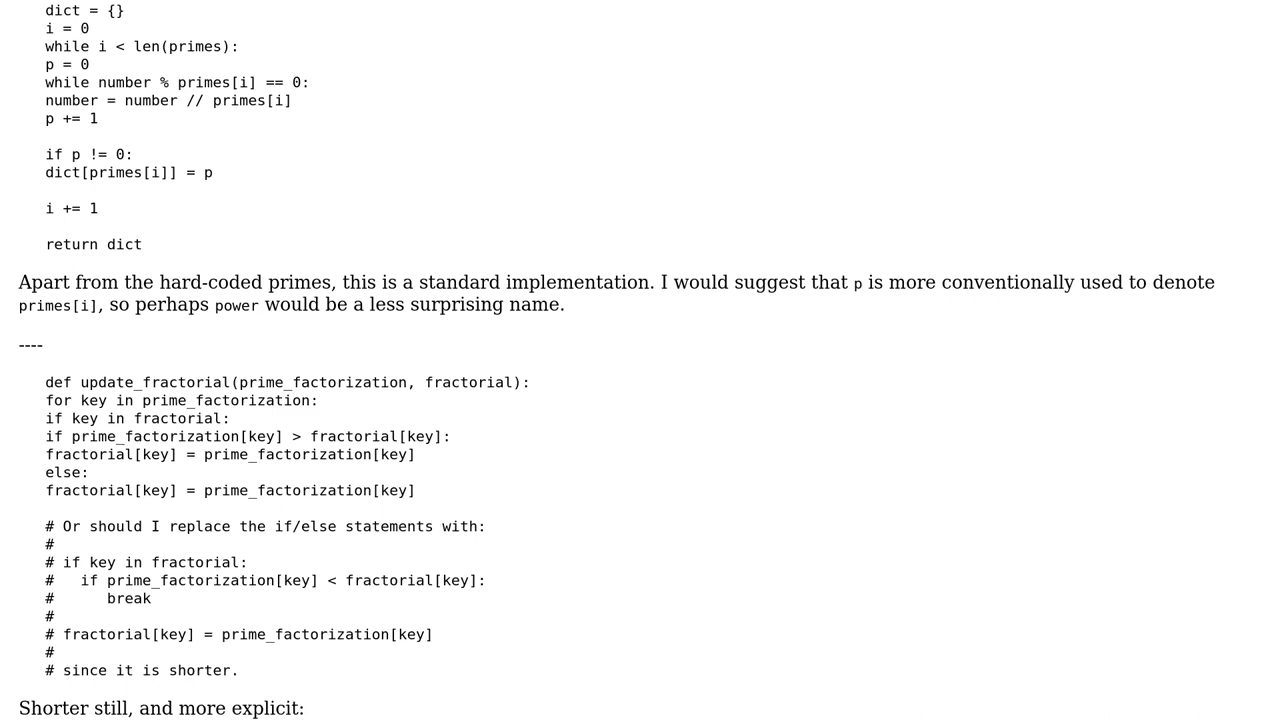 dict = {}
i = 0
while i < len(primes):
p = 0
while number % primes[i] == 0:
number = number // primes[i]
p += 1
if p != 0:
dict[primes[i]] = p
i += 1
return dict
Apart from the hard-coded primes, this is a standard implementation. I would suggest that p is more conventionally used to denote
primes[i], so perhaps power would be a less surprising name.
----
def update_fractorial(prime_factorization, fractorial):
for key in prime_factorization:
if key in fractorial:
if prime_factorization[key] > fractorial[key]:
fractorial[key] = prime_factorization[key]
else:
fractorial[key] = prime_factorization[key]
# Or should I replace the if/else statements with:
#
# if key in fractorial:
#   if prime_factorization[key] < fractorial[key]:
#      break
#
# fractorial[key] = prime_factorization[key]
#
# since it is shorter.
Shorter still, and more explicit: